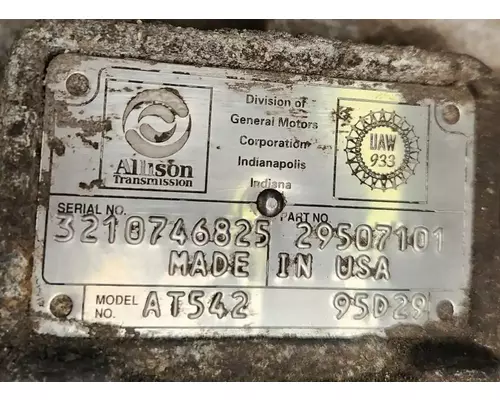 Allison
Transmission
Division of
General Motors
Corporation
Indianapolis
Indiana
UAW
933
SERIAL NO. PART NO
3210746825 29507101
MADE IN USA
MODEL NO. AT542 95D29